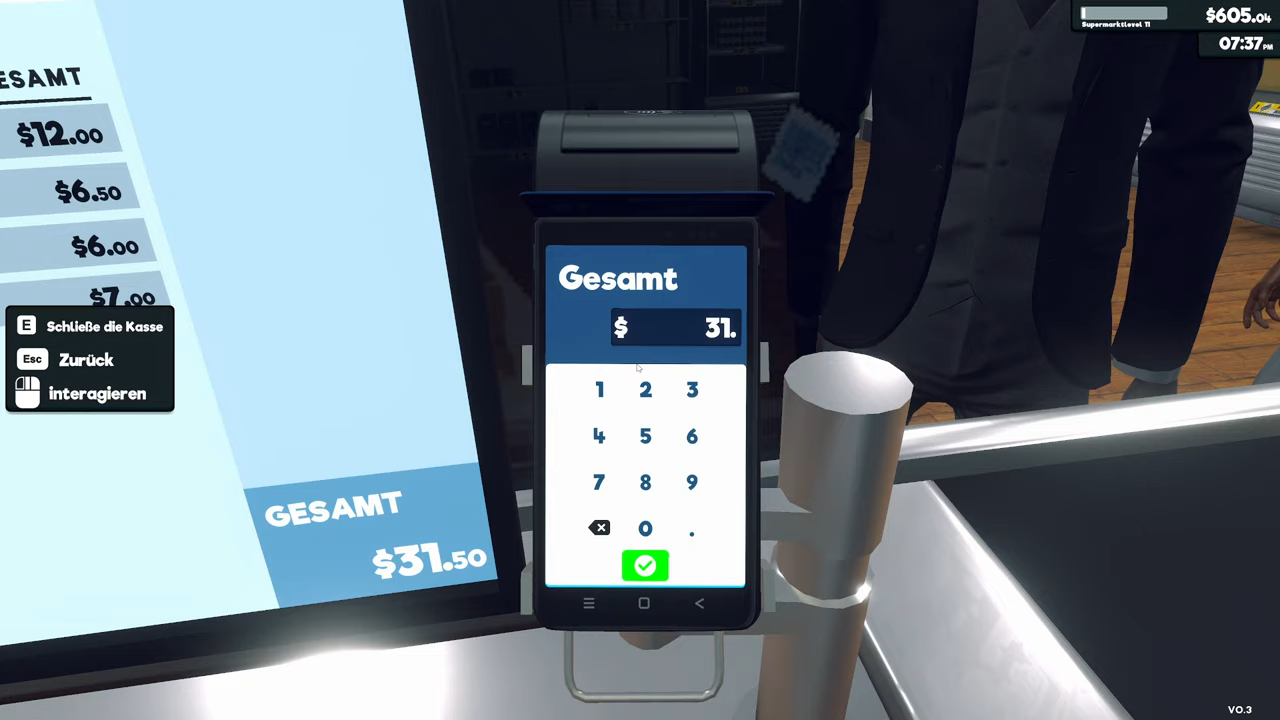 ESAMT
$12.00
$6.50
$6.00
$7.00
E Schließe die Kasse
Esc Zurück
interagieren
GESAMT
$31.50
Gesamt
$ 31.
1 2 3
4 5 6
7 8 9
0 .
Supermarktlevel 11
$605.04
07:37PM
V0.3